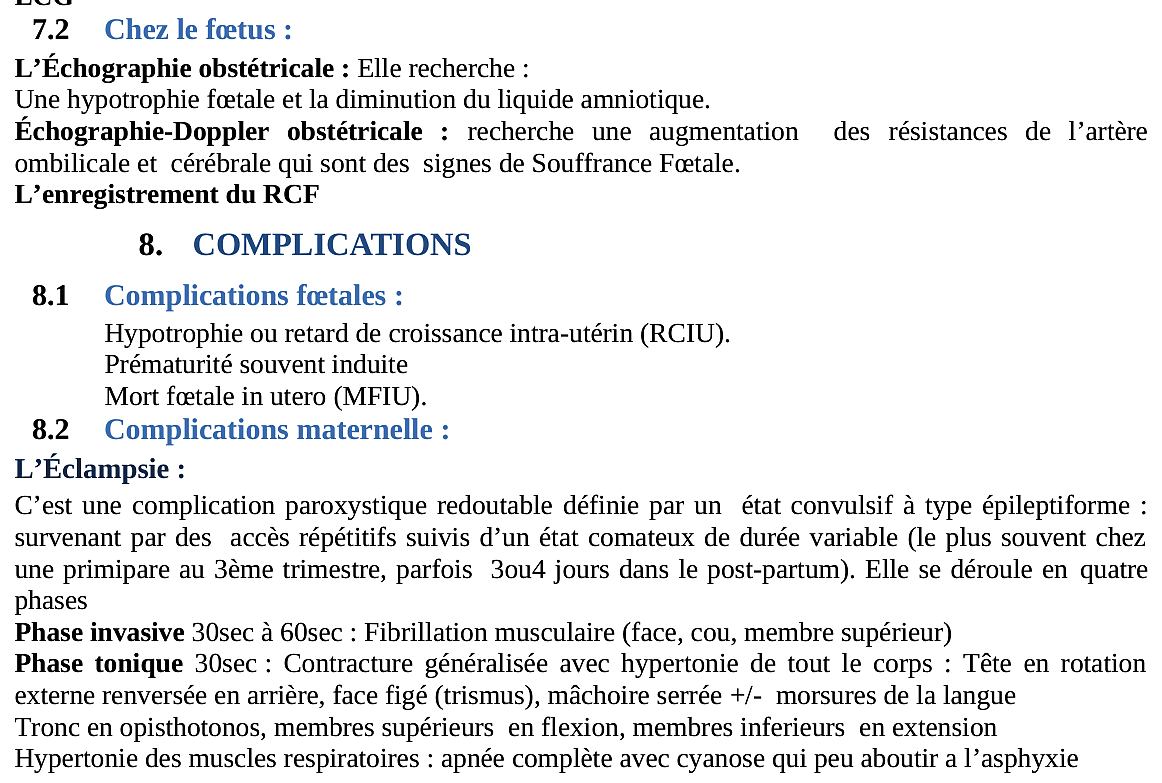 ECG
7.2 Chez le fœtus :
L’Échographie obstétricale : Elle recherche :
Une hypotrophie fœtale et la diminution du liquide amniotique.
Échographie-Doppler obstétricale : recherche une augmentation des résistances de l’artère
ombilicale et cérébrale qui sont des signes de Souffrance Fœtale.
L’enregistrement du RCF
8. COMPLICATIONS
8.1 Complications fœtales :
Hypotrophie ou retard de croissance intra-utérin (RCIU).
Prématurité souvent induite
Mort fœtale in utero (MFIU).
8.2 Complications maternelle :
L’Éclampsie :
C’est une complication paroxystique redoutable définie par un état convulsif à type épileptiforme :
survenant par des accès répétitifs suivis d’un état comateux de durée variable (le plus souvent chez
une primipare au 3ème trimestre, parfois 3ou4 jours dans le post-partum). Elle se déroule en quatre
phases
Phase invasive 30sec à 60sec : Fibrillation musculaire (face, cou, membre supérieur)
Phase tonique 30sec : Contracture généralisée avec hypertonie de tout le corps : Tête en rotation
externe renversée en arrière, face figé (trismus), mâchoire serrée +/- morsures de la langue
Tronc en opisthotonos, membres supérieurs en flexion, membres inferieurs en extension
Hypertonie des muscles respiratoires : apnée complète avec cyanose qui peu aboutir a l’asphyxie